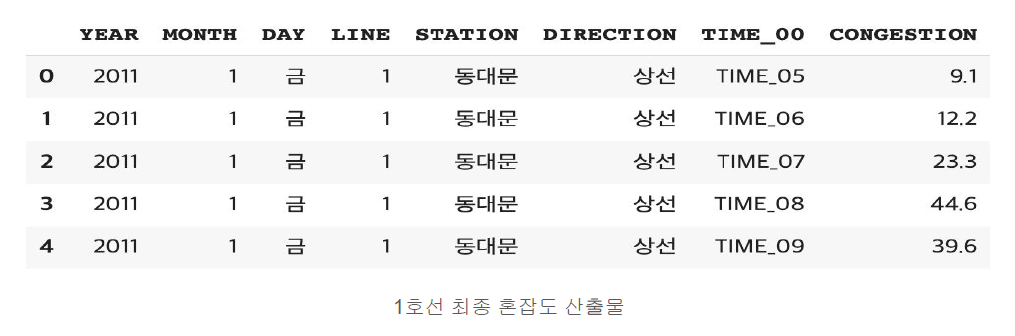 YEAR MONTH DAY LINE STATION DIRECTION TIME_00 CONGESTION
0 2011 1 금 1 동대문 상선 TIME_05 9.1
1 2011 1 금 1 동대문 상선 TIME_06 12.2
2 2011 1 금 1 동대문 상선 TIME_07 23.3
3 2011 1 금 1 동대문 상선 TIME_08 44.6
4 2011 1 금 1 동대문 상선 TIME_09 39.6
1호선 최종 혼잡도 산출물